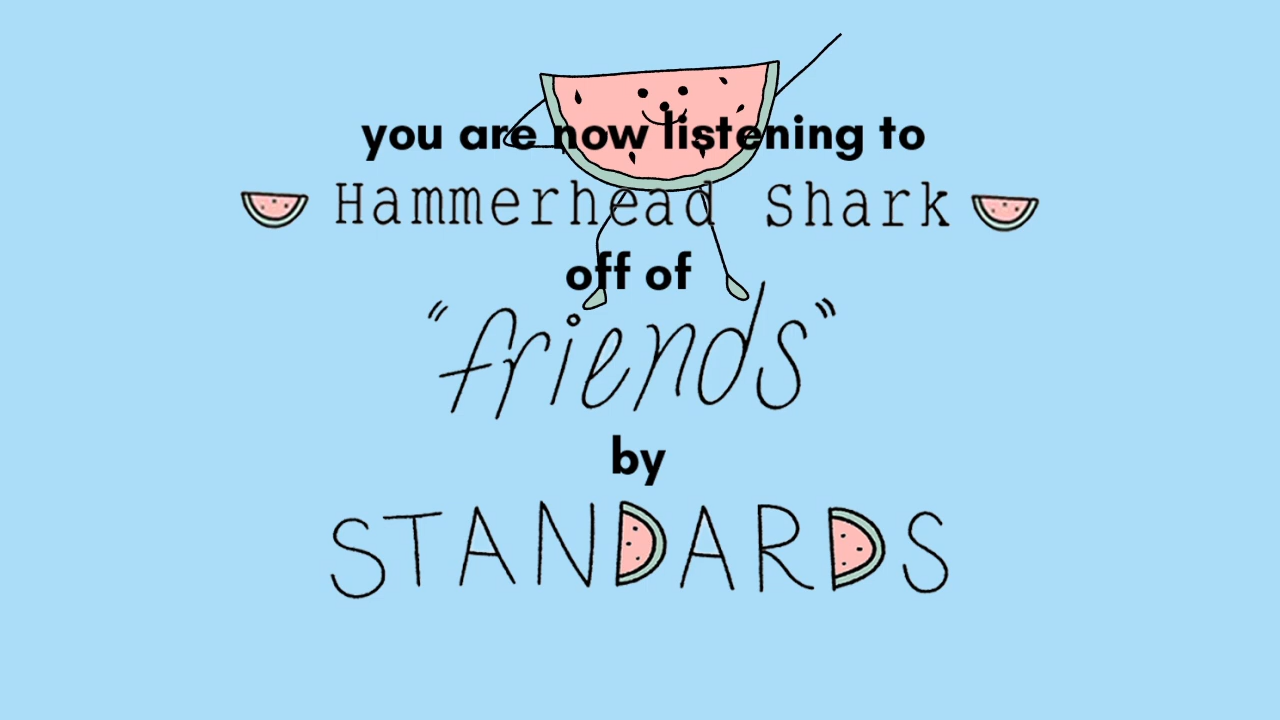 you are now listening to
Hammerhead Shark
off of
"friends"
by
STANDARDS